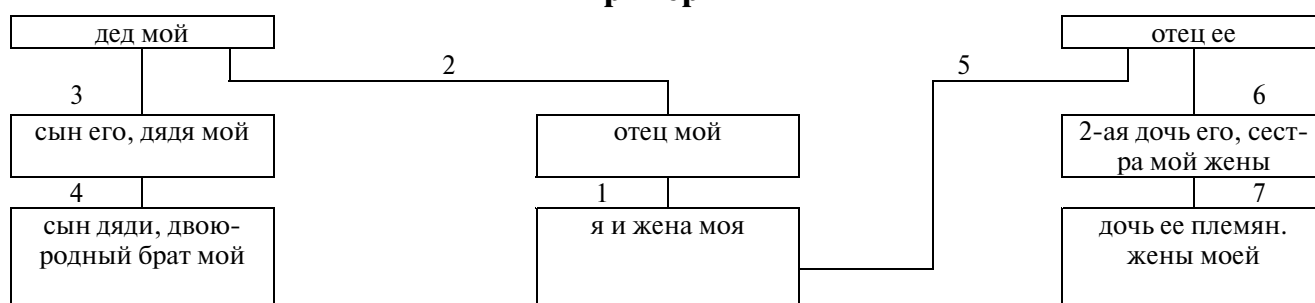 дед мой
отец ее
2
5
3
6
сын его, дядя мой
отец мой
2-ая дочь его, сест-
ра мой жены
4
1
7
сын дяди, двою-
родный брат мой
я и жена моя
дочь ее племян.
жены моей